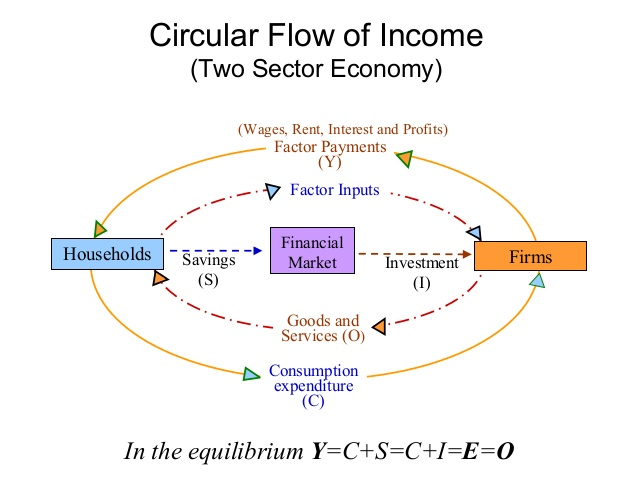 Circular Flow of Income
(Two Sector Economy)
(Wages, Rent, Interest and Profits)
Factor Payments
(Y)
Factor Inputs
Households
Savings
(S)
Financial
Market
Investment
(I)
Firms
Goods and
Services (O)
Consumption
expenditure
(C)
In the equilibrium Y=C+S=C+I=E=O